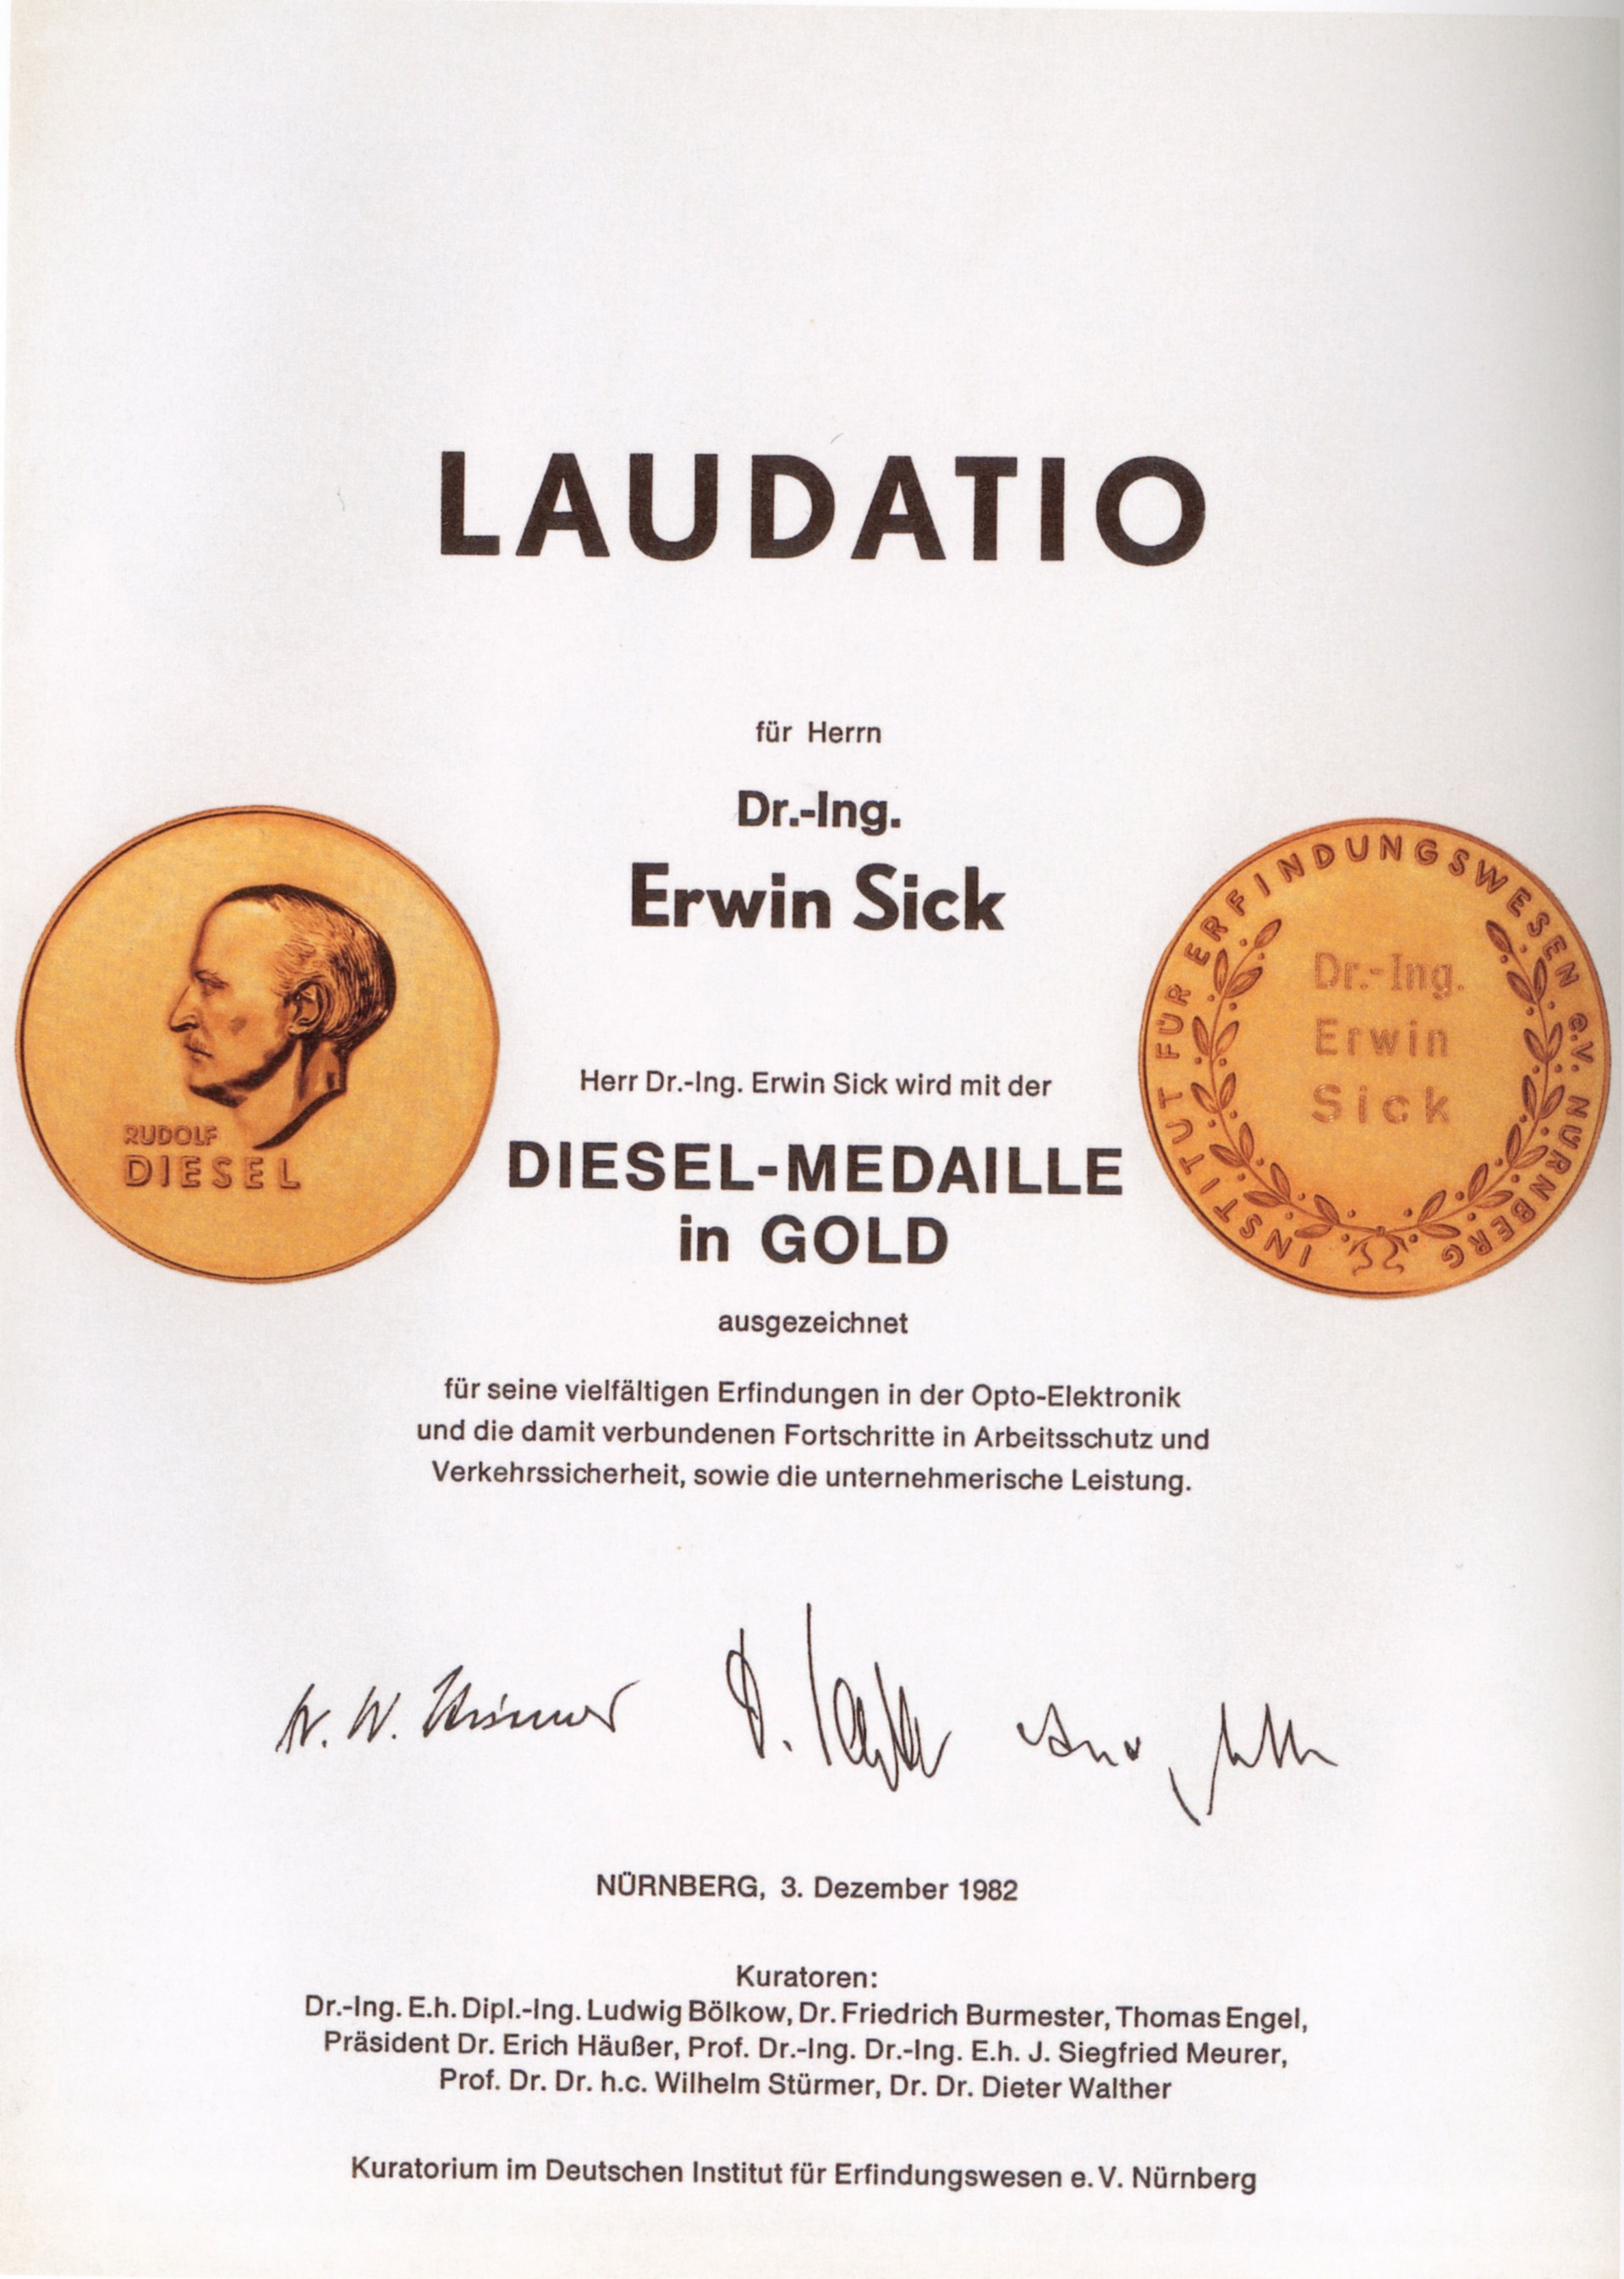 LAUDATIO
für Herrn
Dr.-Ing.
Erwin Sick
RUDOLF
DIESEL
INSTITUT FÜR ERFINDUNGSWESEN e.V. NÜRNBERG
Dr.-Ing.
Erwin
Sick
Herr Dr.-Ing. Erwin Sick wird mit der
DIESEL-MEDAILLE
in GOLD
ausgezeichnet
für seine vielfältigen Erfindungen in der Opto-Elektronik
und die damit verbundenen Fortschritte in Arbeitsschutz und
Verkehrssicherheit, sowie die unternehmerische Leistung.
NÜRNBERG, 3. Dezember 1982
Kuratoren:
Dr.-Ing. E.h. Dipl.-Ing. Ludwig Bölkow, Dr. Friedrich Burmester, Thomas Engel,
Präsident Dr. Erich Häußer, Prof. Dr.-Ing. Dr.-Ing. E.h. J. Siegfried Meurer,
Prof. Dr. Dr. h.c. Wilhelm Stürmer, Dr. Dr. Dieter Walther
Kuratorium im Deutschen Institut für Erfindungswesen e.V. Nürnberg